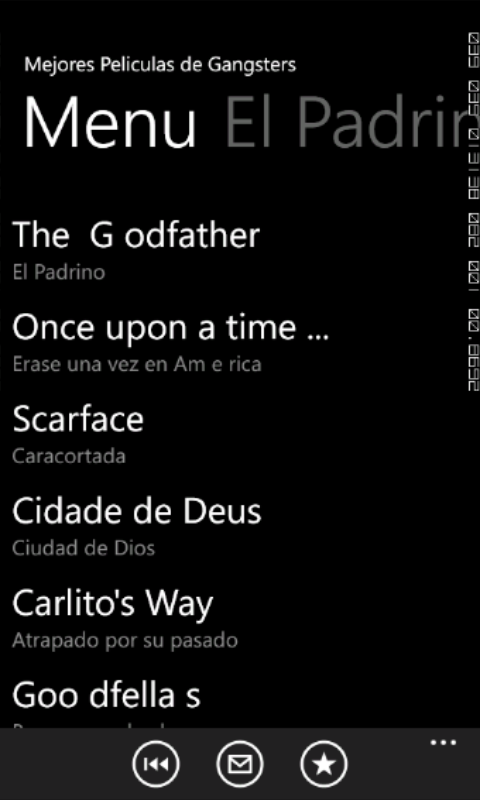 Mejores Peliculas de Gangsters
Menu El Padrin
The  G odfather
El Padrino
Once upon a time ...
Erase una vez en Am e rica
Scarface
Caracortada
Cidade de Deus
Ciudad de Dios
Carlito's Way
Atrapado por su pasado
Goo dfella s